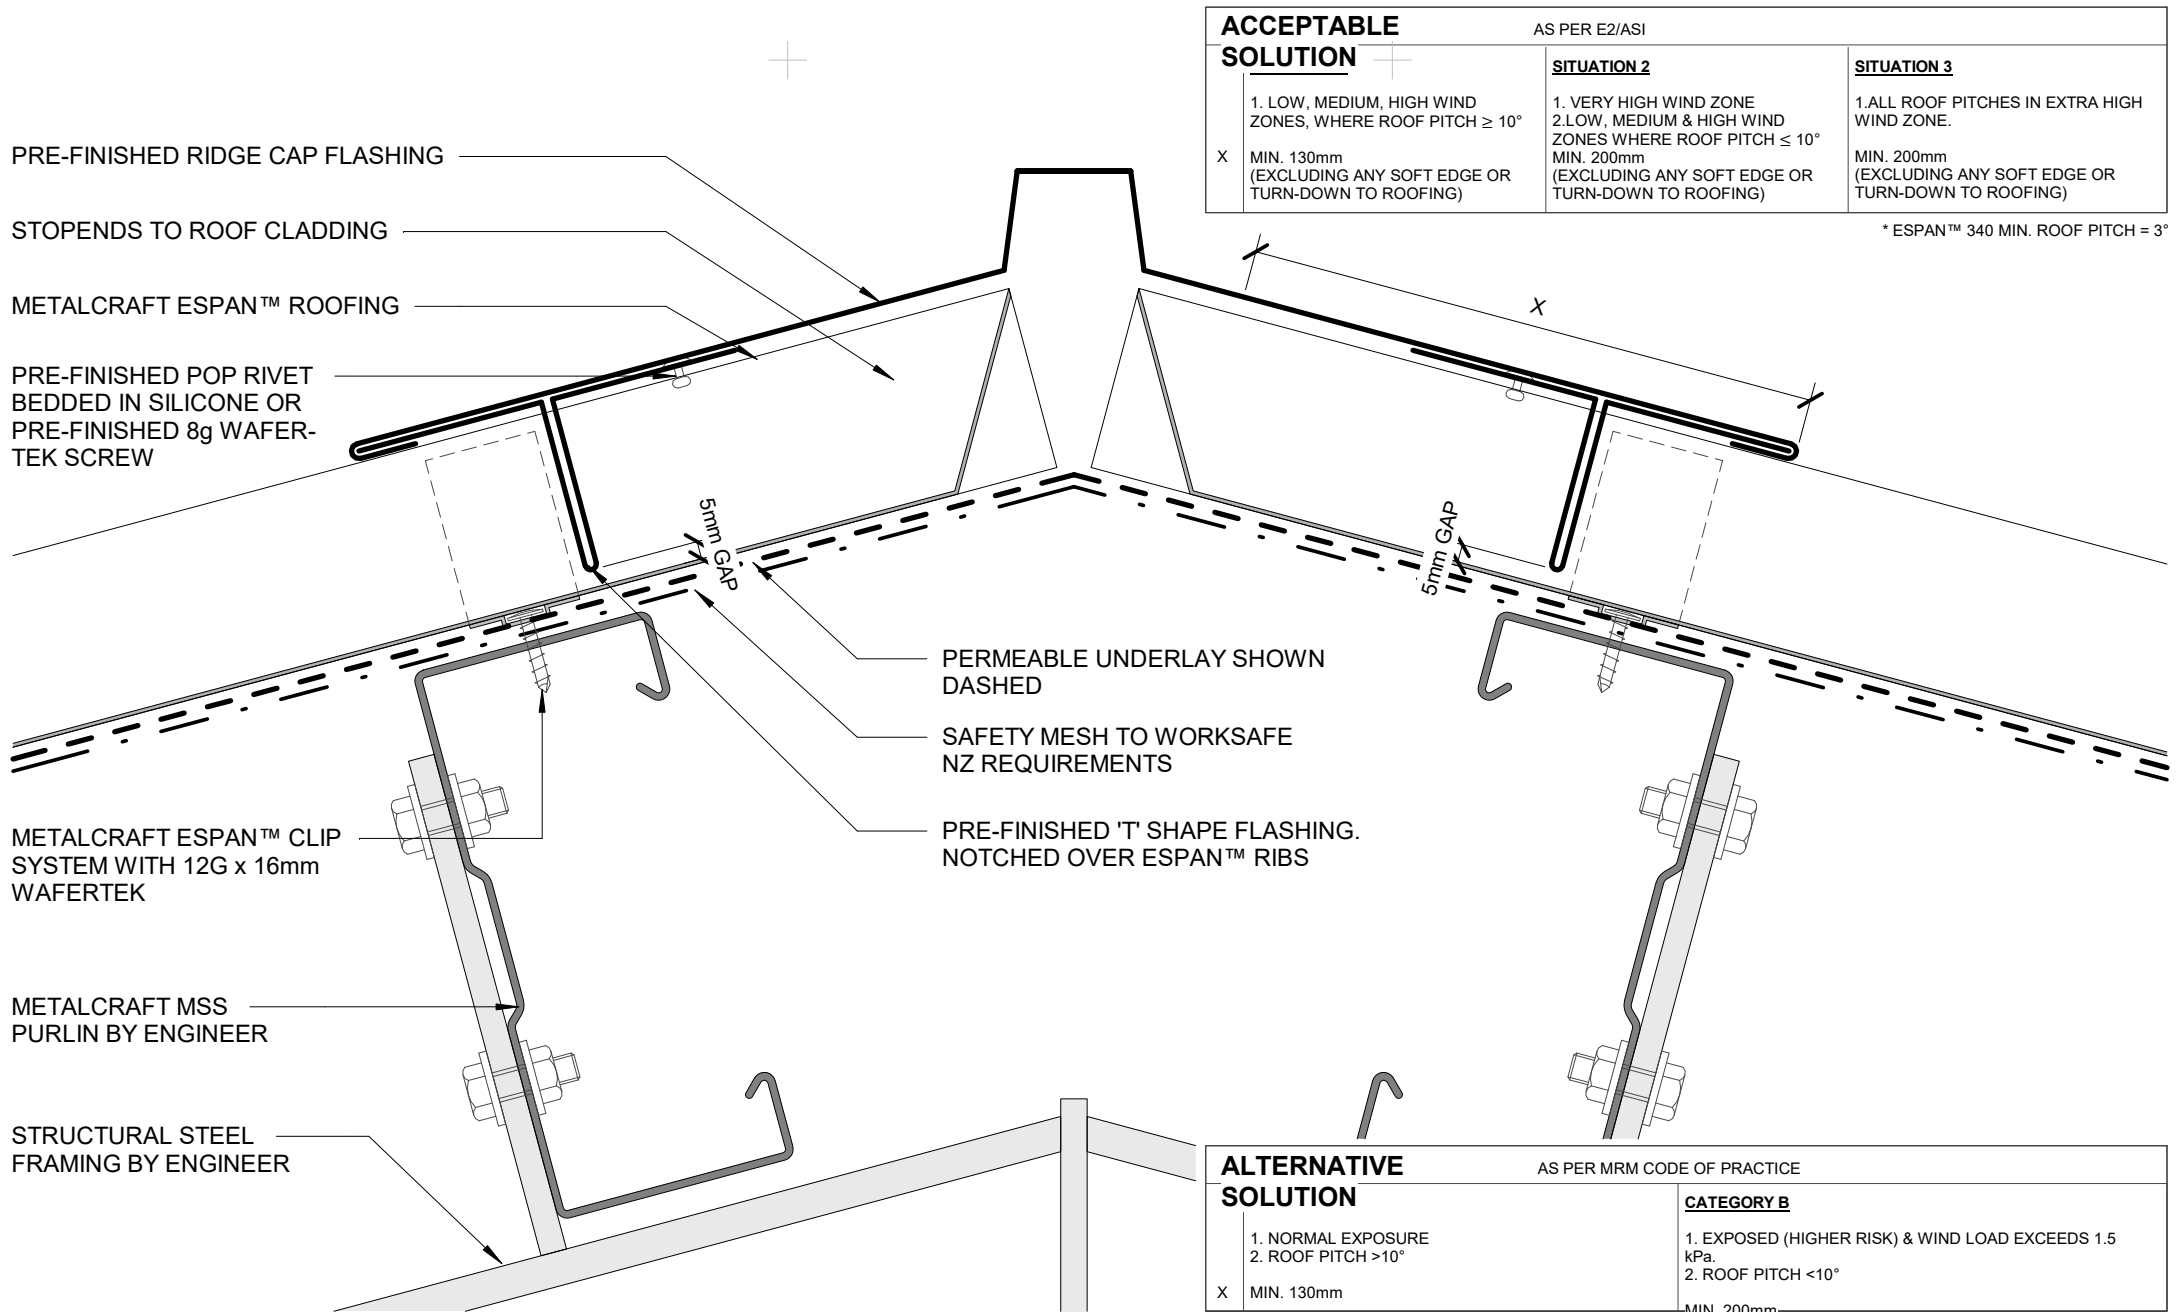 ACCEPTABLE
SOLUTION
AS PER E2/ASI
1. LOW, MEDIUM, HIGH WIND
ZONES, WHERE ROOF PITCH ≥ 10°
X
MIN. 130mm
(EXCLUDING ANY SOFT EDGE OR
TURN-DOWN TO ROOFING)
SITUATION 2
1. VERY HIGH WIND ZONE
2.LOW, MEDIUM & HIGH WIND
ZONES WHERE ROOF PITCH ≤ 10°
MIN. 200mm
(EXCLUDING ANY SOFT EDGE OR
TURN-DOWN TO ROOFING)
SITUATION 3
1.ALL ROOF PITCHES IN EXTRA HIGH
WIND ZONE.
MIN. 200mm
(EXCLUDING ANY SOFT EDGE OR
TURN-DOWN TO ROOFING)
* ESPAN™ 340 MIN. ROOF PITCH = 3°
PRE-FINISHED RIDGE CAP FLASHING
STOPENDS TO ROOF CLADDING
METALCRAFT ESPAN™ ROOFING
PRE-FINISHED POP RIVET
BEDDED IN SILICONE OR
PRE-FINISHED 8g WAFER-
TEK SCREW
X
5mm GAP
5mm GAP
PERMEABLE UNDERLAY SHOWN
DASHED
SAFETY MESH TO WORKSAFE
NZ REQUIREMENTS
PRE-FINISHED 'T' SHAPE FLASHING.
NOTCHED OVER ESPAN™ RIBS
METALCRAFT ESPAN™ CLIP
SYSTEM WITH 12G x 16mm
WAFERTEK
METALCRAFT MSS
PURLIN BY ENGINEER
STRUCTURAL STEEL
FRAMING BY ENGINEER
ALTERNATIVE
SOLUTION
AS PER MRM CODE OF PRACTICE
1. NORMAL EXPOSURE
2. ROOF PITCH >10°
X
MIN. 130mm
CATEGORY B
1. EXPOSED (HIGHER RISK) & WIND LOAD EXCEEDS 1.5
kPa.
2. ROOF PITCH <10°
MIN. 200mm